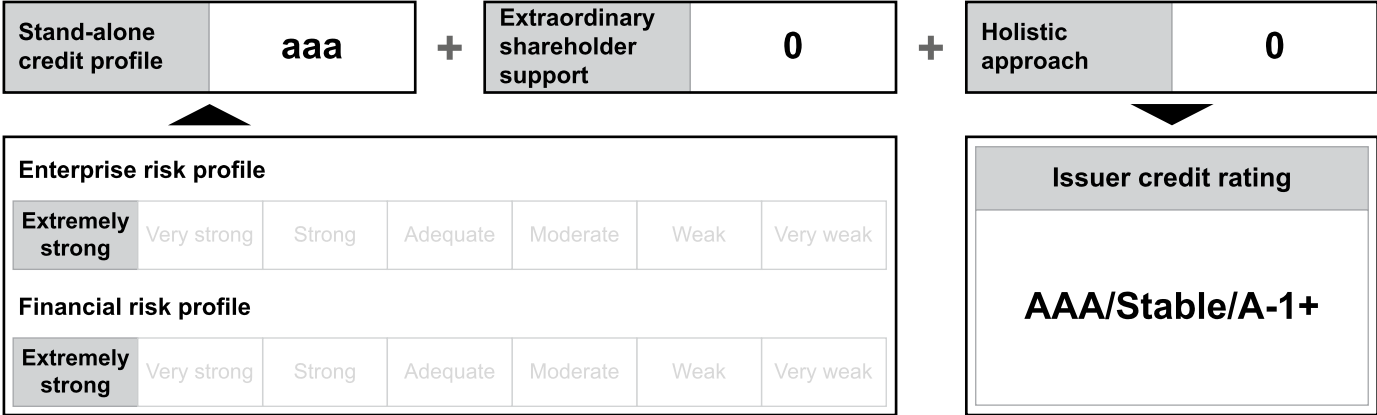 Stand-alone
credit profile
aaa
+
Extraordinary
shareholder
support
0
+
Holistic
approach
0
Enterprise risk profile
Extremely
strong
Very strong
Strong
Adequate
Moderate
Weak
Very weak
Financial risk profile
Extremely
strong
Very strong
Strong
Adequate
Moderate
Weak
Very weak
Issuer credit rating
AAA/Stable/A-1+